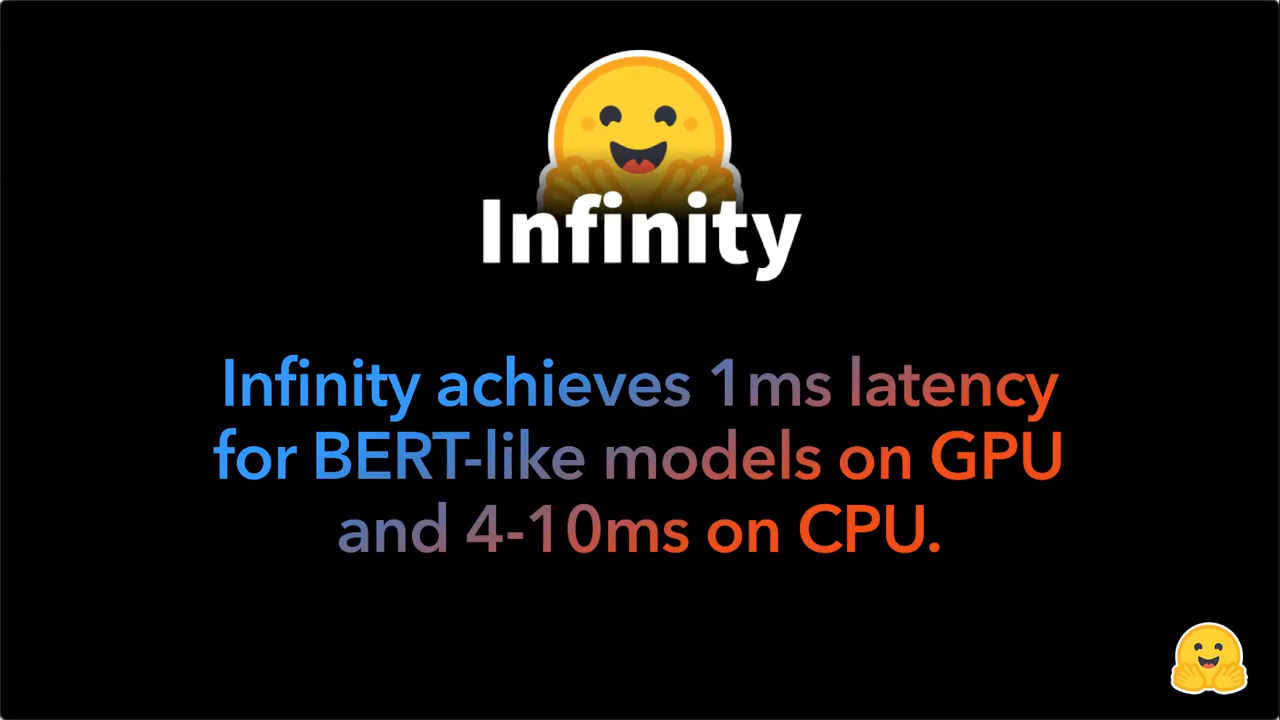 Infinity
Infinity achieves 1ms latency
for BERT-like models on GPU
and 4-10ms on CPU.